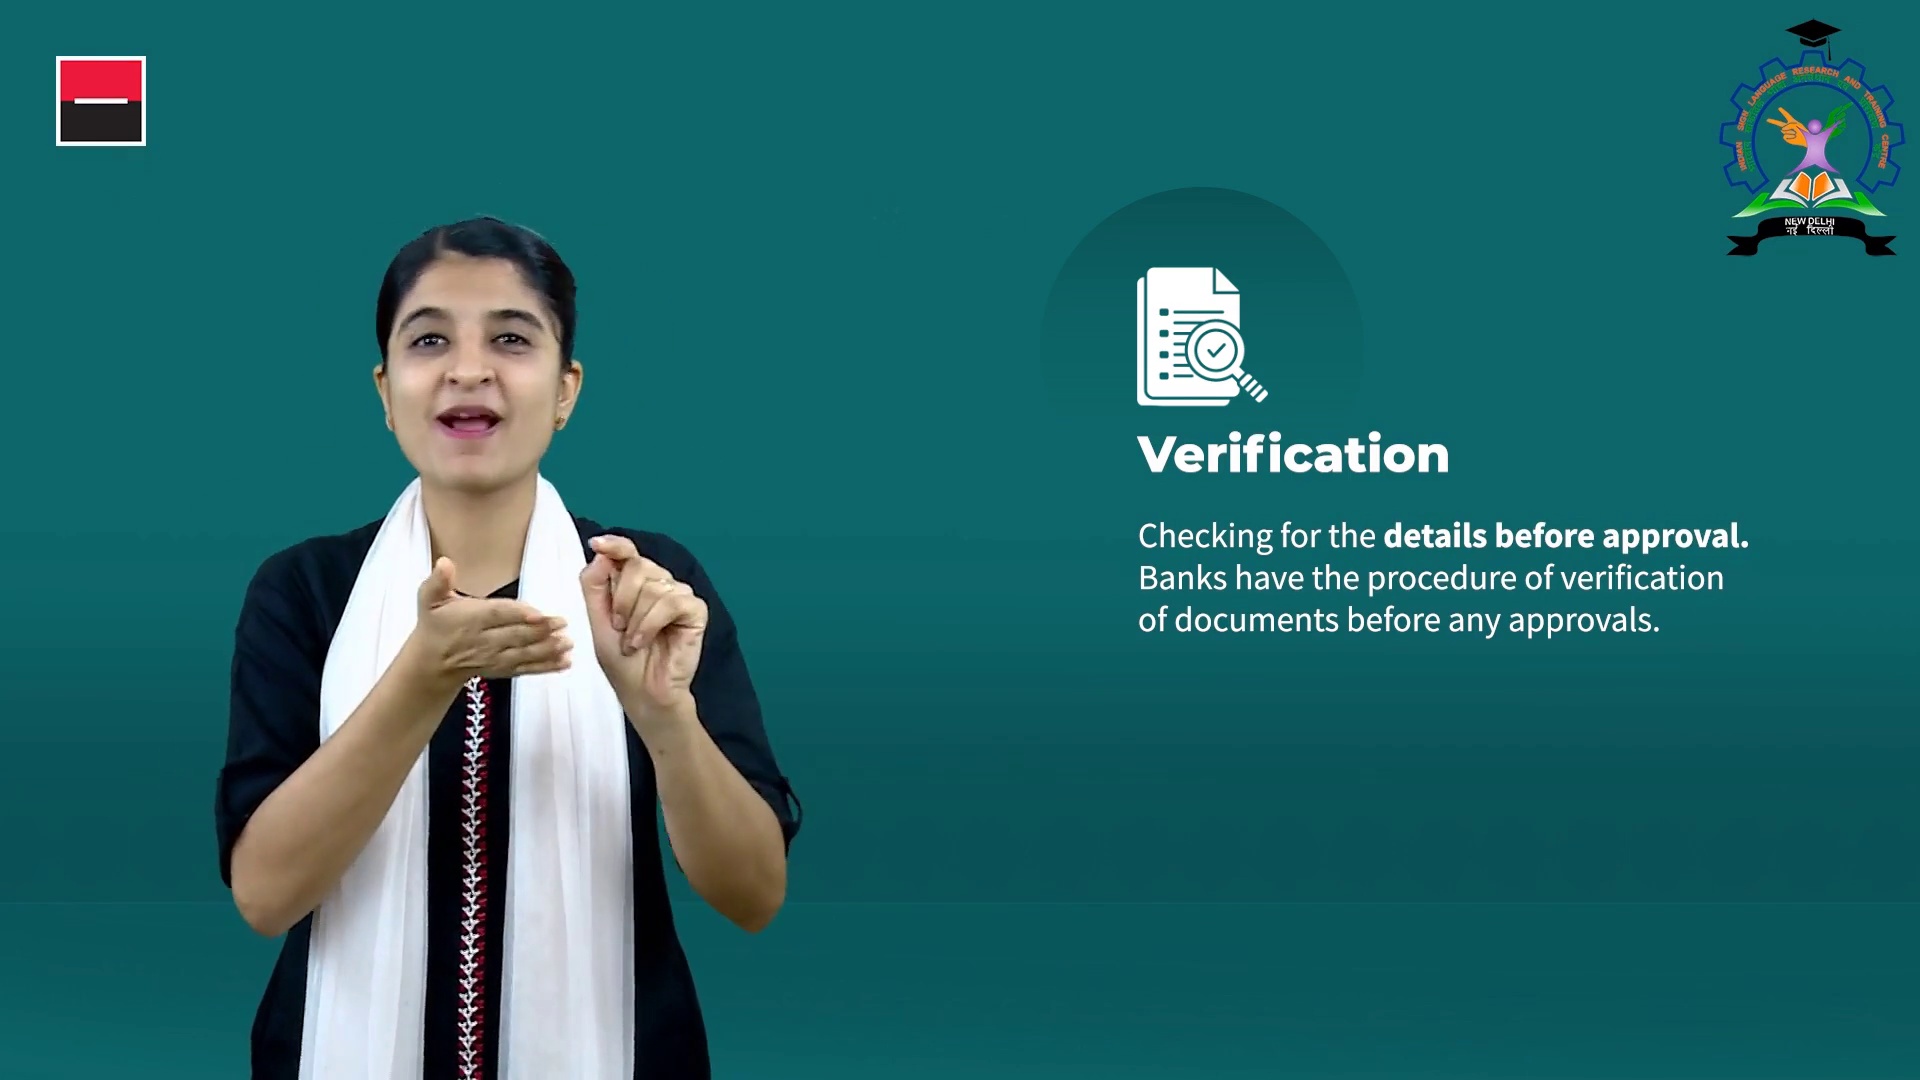 INDIAN SIGN LANGUAGE RESEARCH AND TRAINING CENTRE
NEW DELHI
नई दिल्ली
Verification
Checking for the details before approval.
Banks have the procedure of verification
of documents before any approvals.